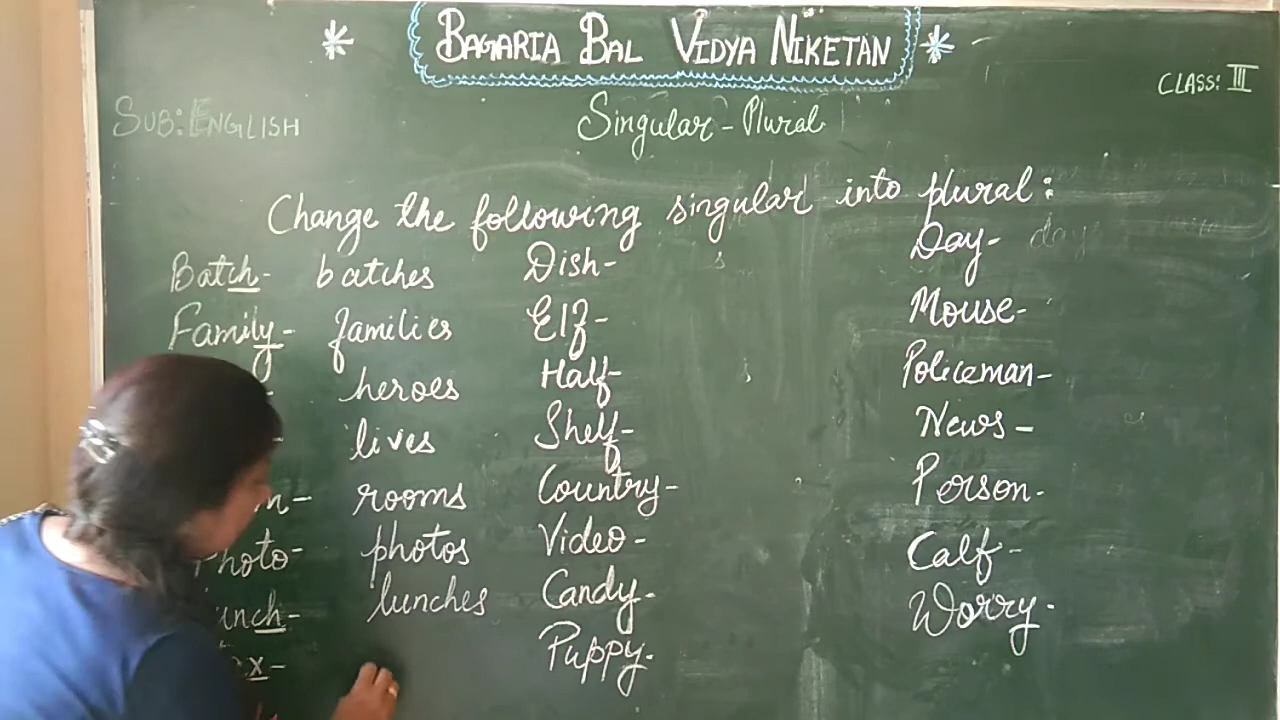 BAGARIA BAL VIDYA NIKETAN
CLASS: III
SUB: ENGLISH
Singular - Plural
Change the following singular into plural:
Batch - batches
Family - families
heroes
lives
rooms
Photo - photos
lunches
Dish -
Elf -
Half -
Shelf -
Country -
Video -
Candy -
Puppy -
Day - days
Mouse -
Policeman -
News -
Person -
Calf -
Worry -